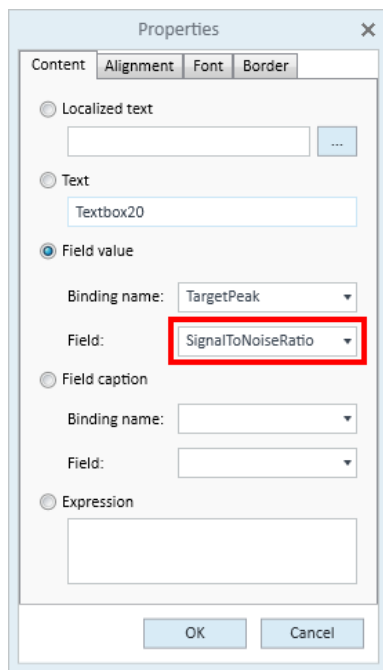 Properties
Content Alignment Font Border
Localized text
...
Text
Textbox20
Field value
Binding name: TargetPeak
Field: SignalToNoiseRatio
Field caption
Binding name:
Field:
Expression
OK Cancel